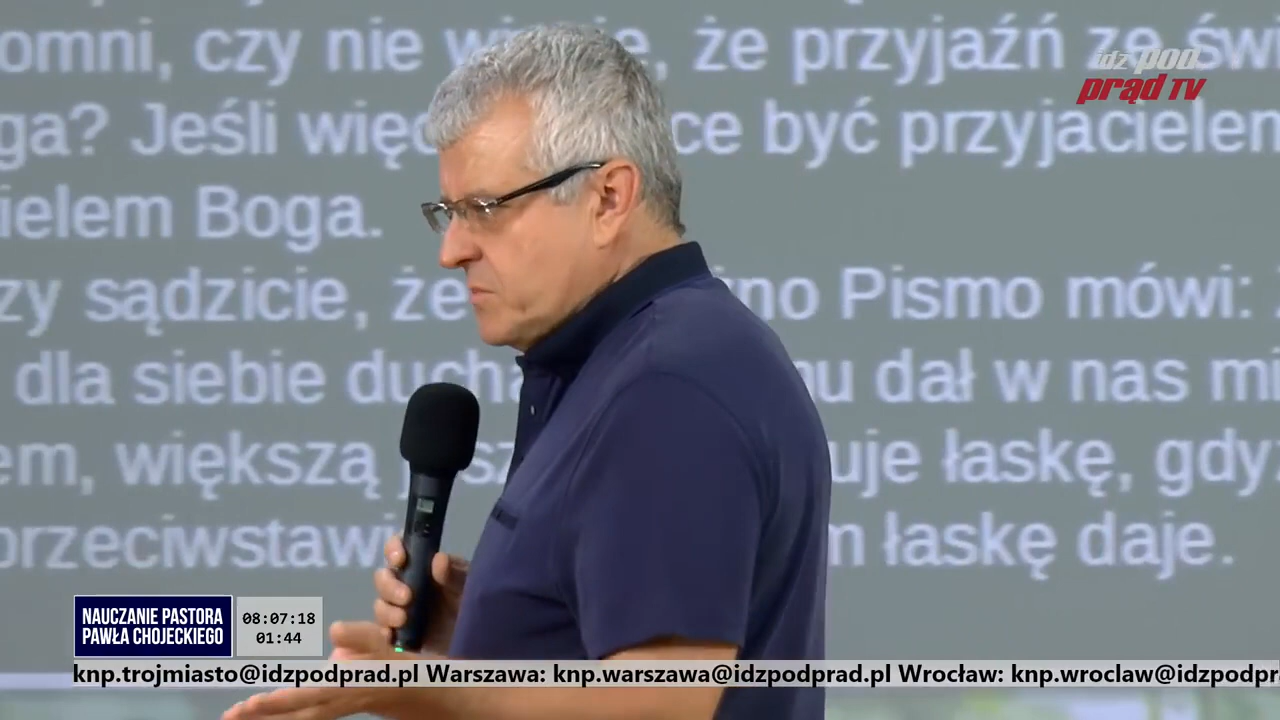 omni, czy nie że przyjaźń ze świ
idź pod
prąd TV
ga? Jeśli więc ce być przyjacielem
ielem Boga.
zy sądzicie, że no Pismo mówi:
dla siebie ducha mu dał w nas mi
em, większą uje łaskę, gdyż
przeciwstawi m łaskę daje.
NAUCZANIE PASTORA
PAWŁA CHOJECKIEGO
08:07:18
01:44
knp.trojmiasto@idzpodprad.pl Warszawa: knp.warszawa@idzpodprad.pl Wrocław: knp.wroclaw@idzpodpra